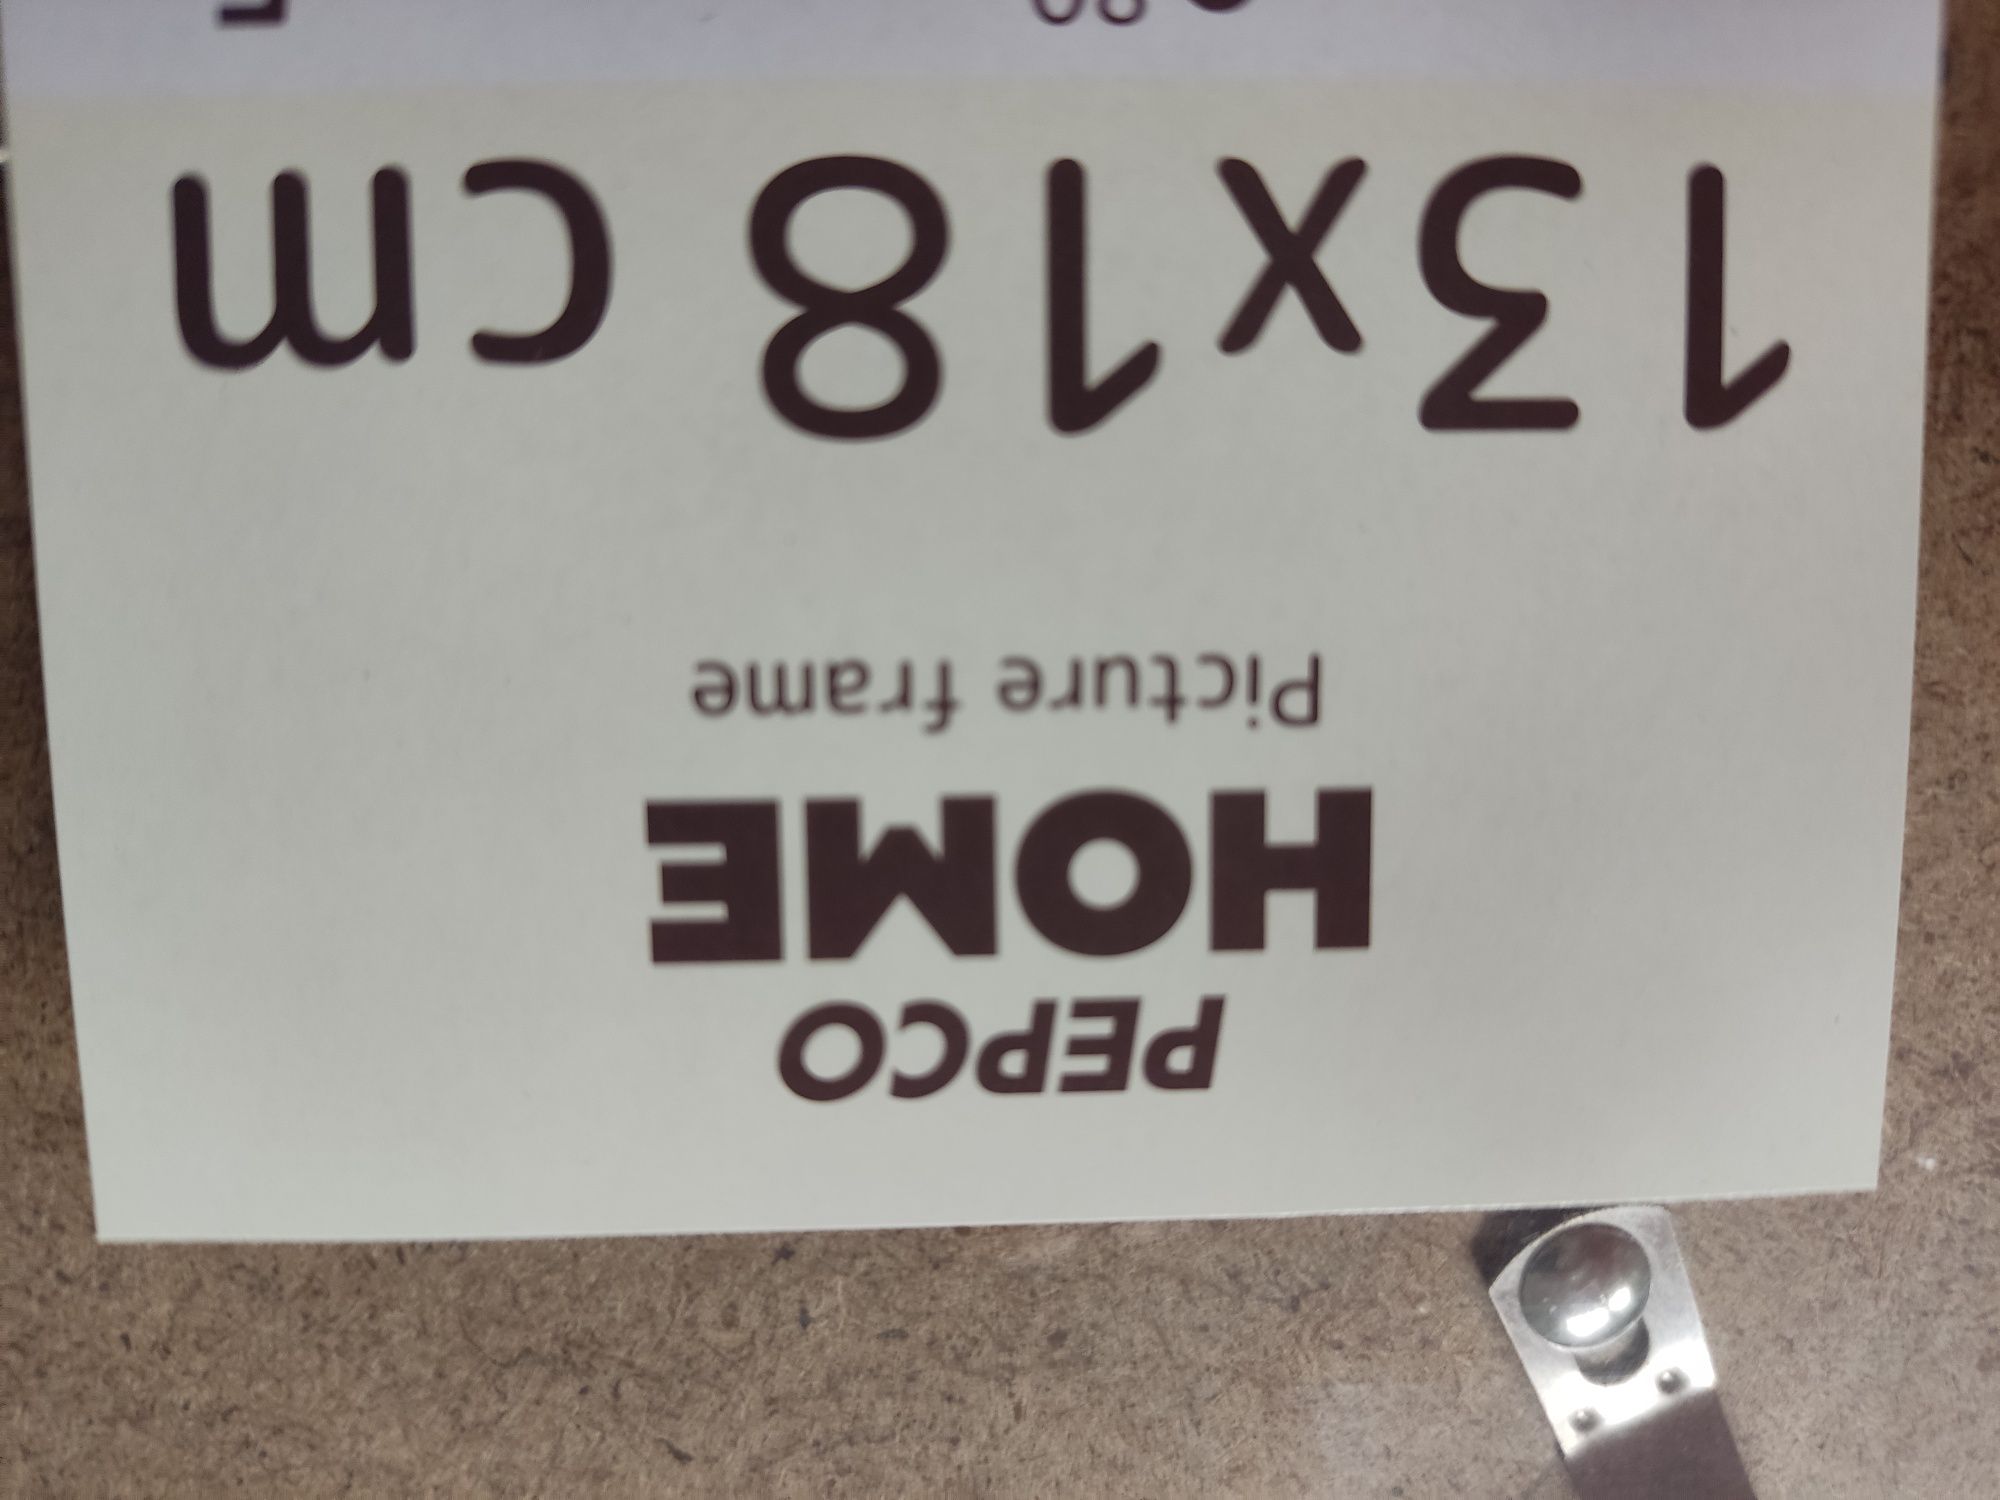 PEPCO
HOME
Picture frame
13x18 cm